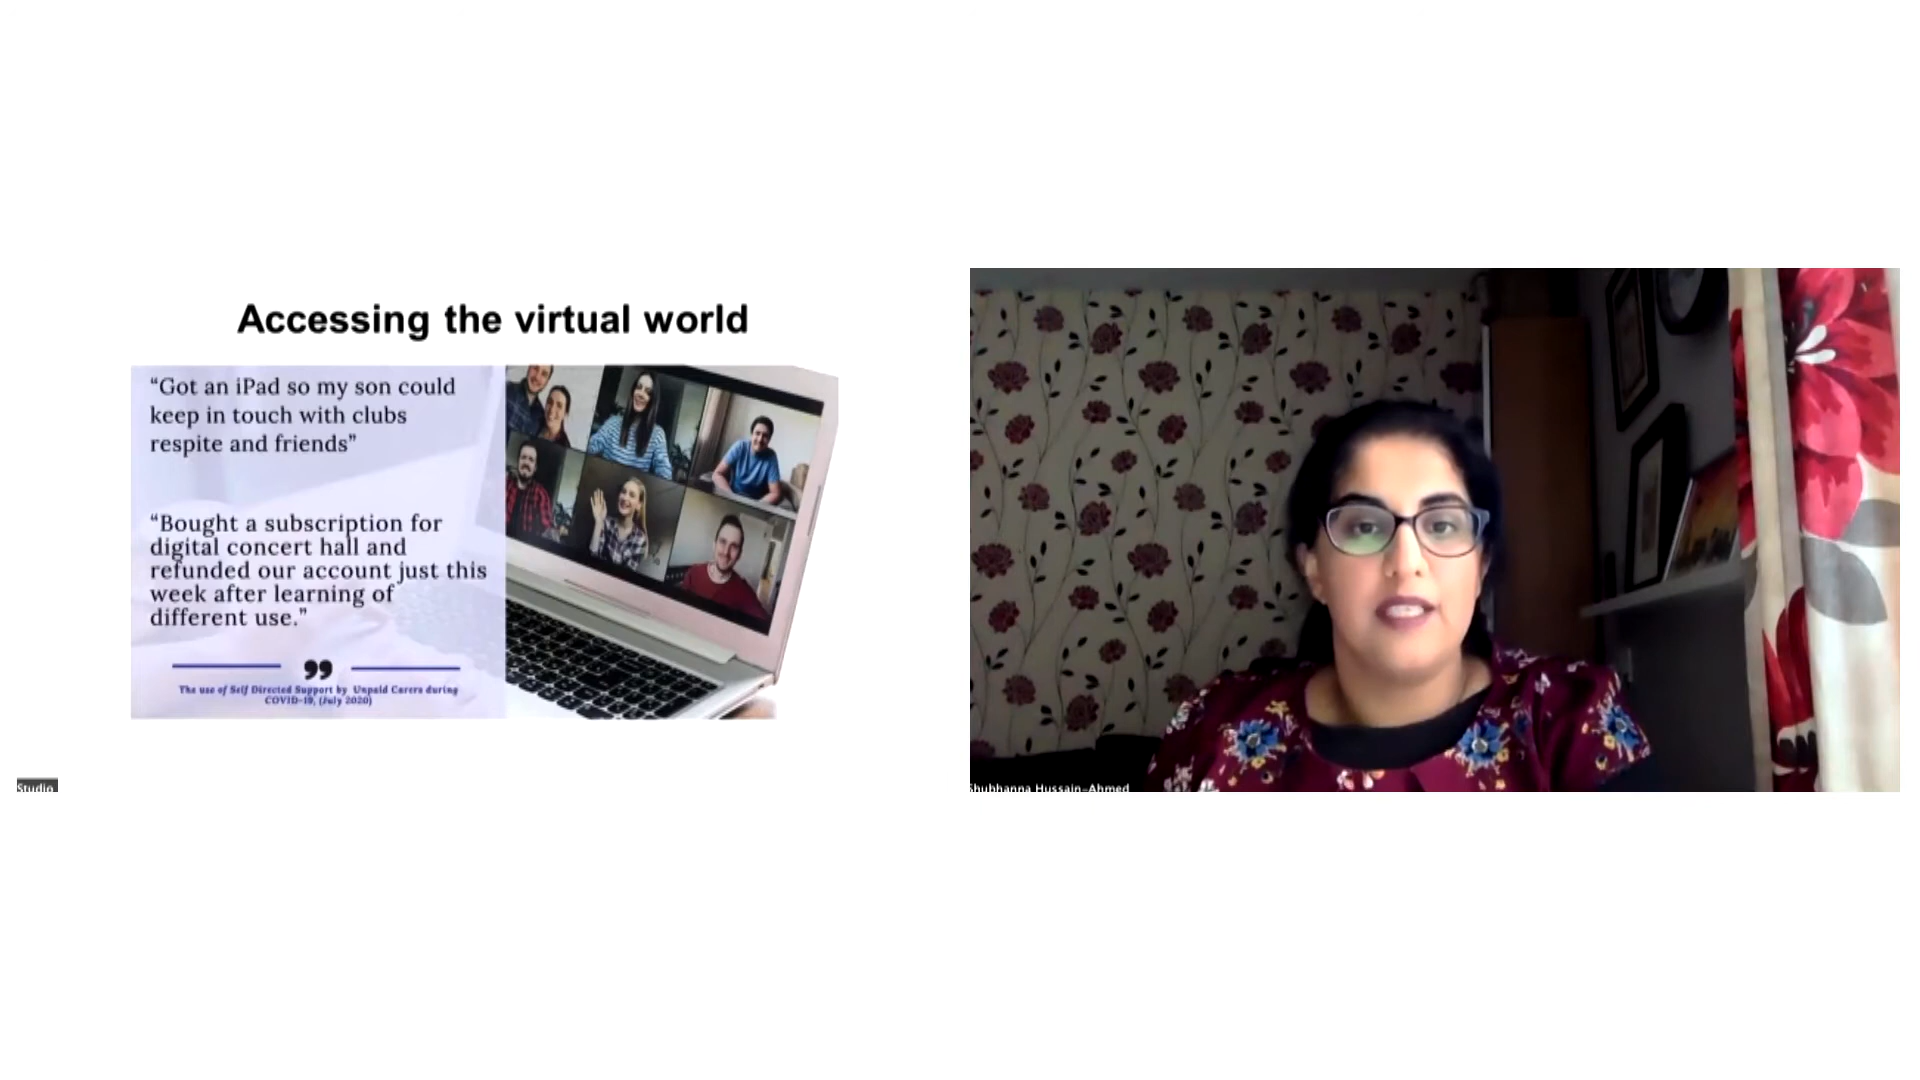 Accessing the virtual world
“Got an iPad so my son could
keep in touch with clubs
respite and friends”
“Bought a subscription for
digital concert hall and
refunded our account just this
week after learning of
different use.”
The use of Self Directed Support by Unpaid Carers during
COVID-19, (July 2020)
Studio
Shubhanna Hussain-Ahmed